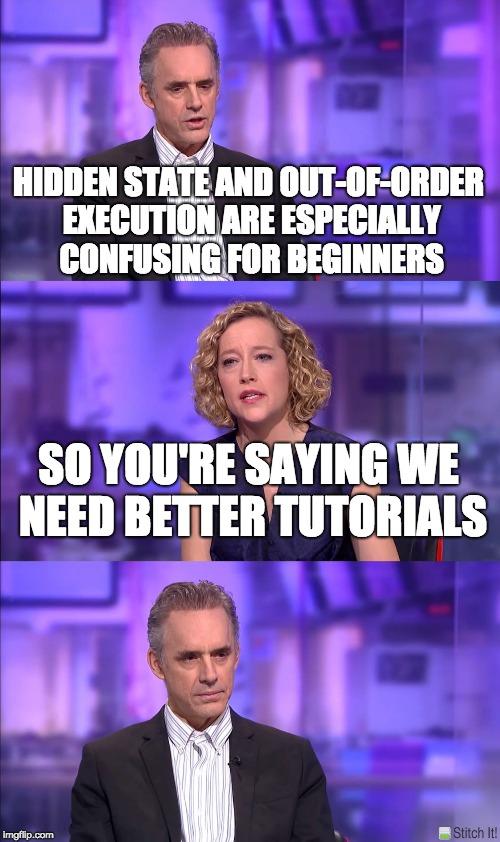 HIDDEN STATE AND OUT-OF-ORDER
EXECUTION ARE ESPECIALLY
CONFUSING FOR BEGINNERS
SO YOU'RE SAYING WE
NEED BETTER TUTORIALS
imgflip.com
Stitch It!